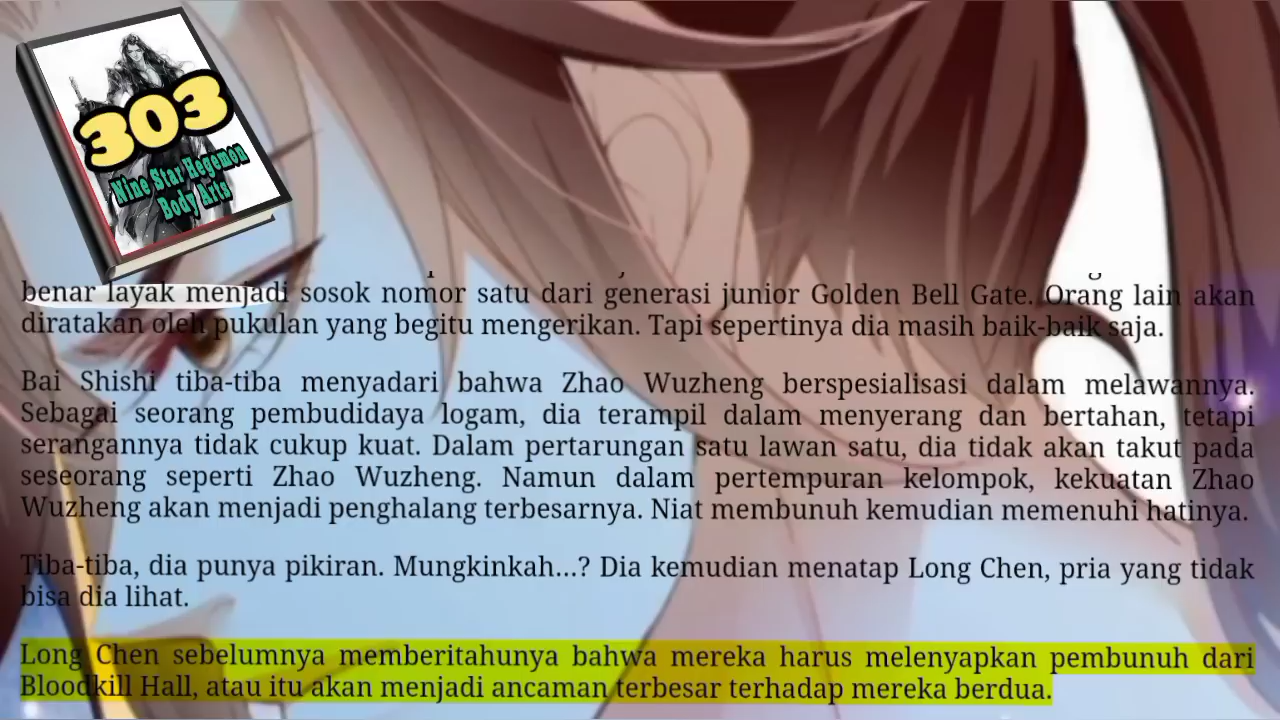 303
Nine Star Hegemon
Body Arts
benar layak menjadi sosok nomor satu dari generasi junior Golden Bell Gate. Orang lain akan
diratakan oleh pukulan yang begitu mengerikan. Tapi sepertinya dia masih baik-baik saja.
Bai Shishi tiba-tiba menyadari bahwa Zhao Wuzheng berspesialisasi dalam melawannya.
Sebagai seorang pembudidaya logam, dia terampil dalam menyerang dan bertahan, tetapi
serangannya tidak cukup kuat. Dalam pertarungan satu lawan satu, dia tidak akan takut pada
seseorang seperti Zhao Wuzheng. Namun dalam pertempuran kelompok, kekuatan Zhao
Wuzheng akan menjadi penghalang terbesarnya. Niat membunuh kemudian memenuhi hatinya.
Tiba-tiba, dia punya pikiran. Mungkinkah...? Dia kemudian menatap Long Chen, pria yang tidak
bisa dia lihat.
Long Chen sebelumnya memberitahunya bahwa mereka harus melenyapkan pembunuh dari
Bloodkill Hall, atau itu akan menjadi ancaman terbesar terhadap mereka berdua.